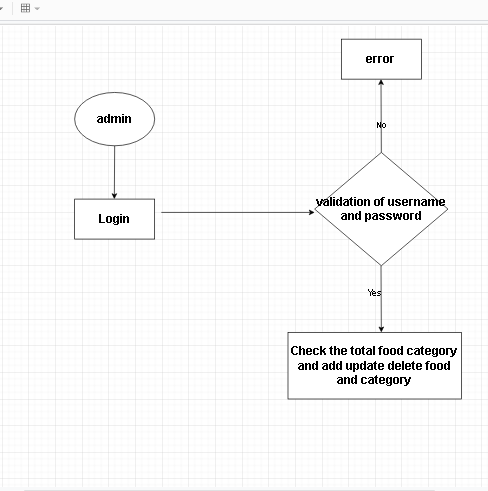 error
admin
No
Login
validation of username
and password
Yes
Check the total food category
and add update delete food
and category